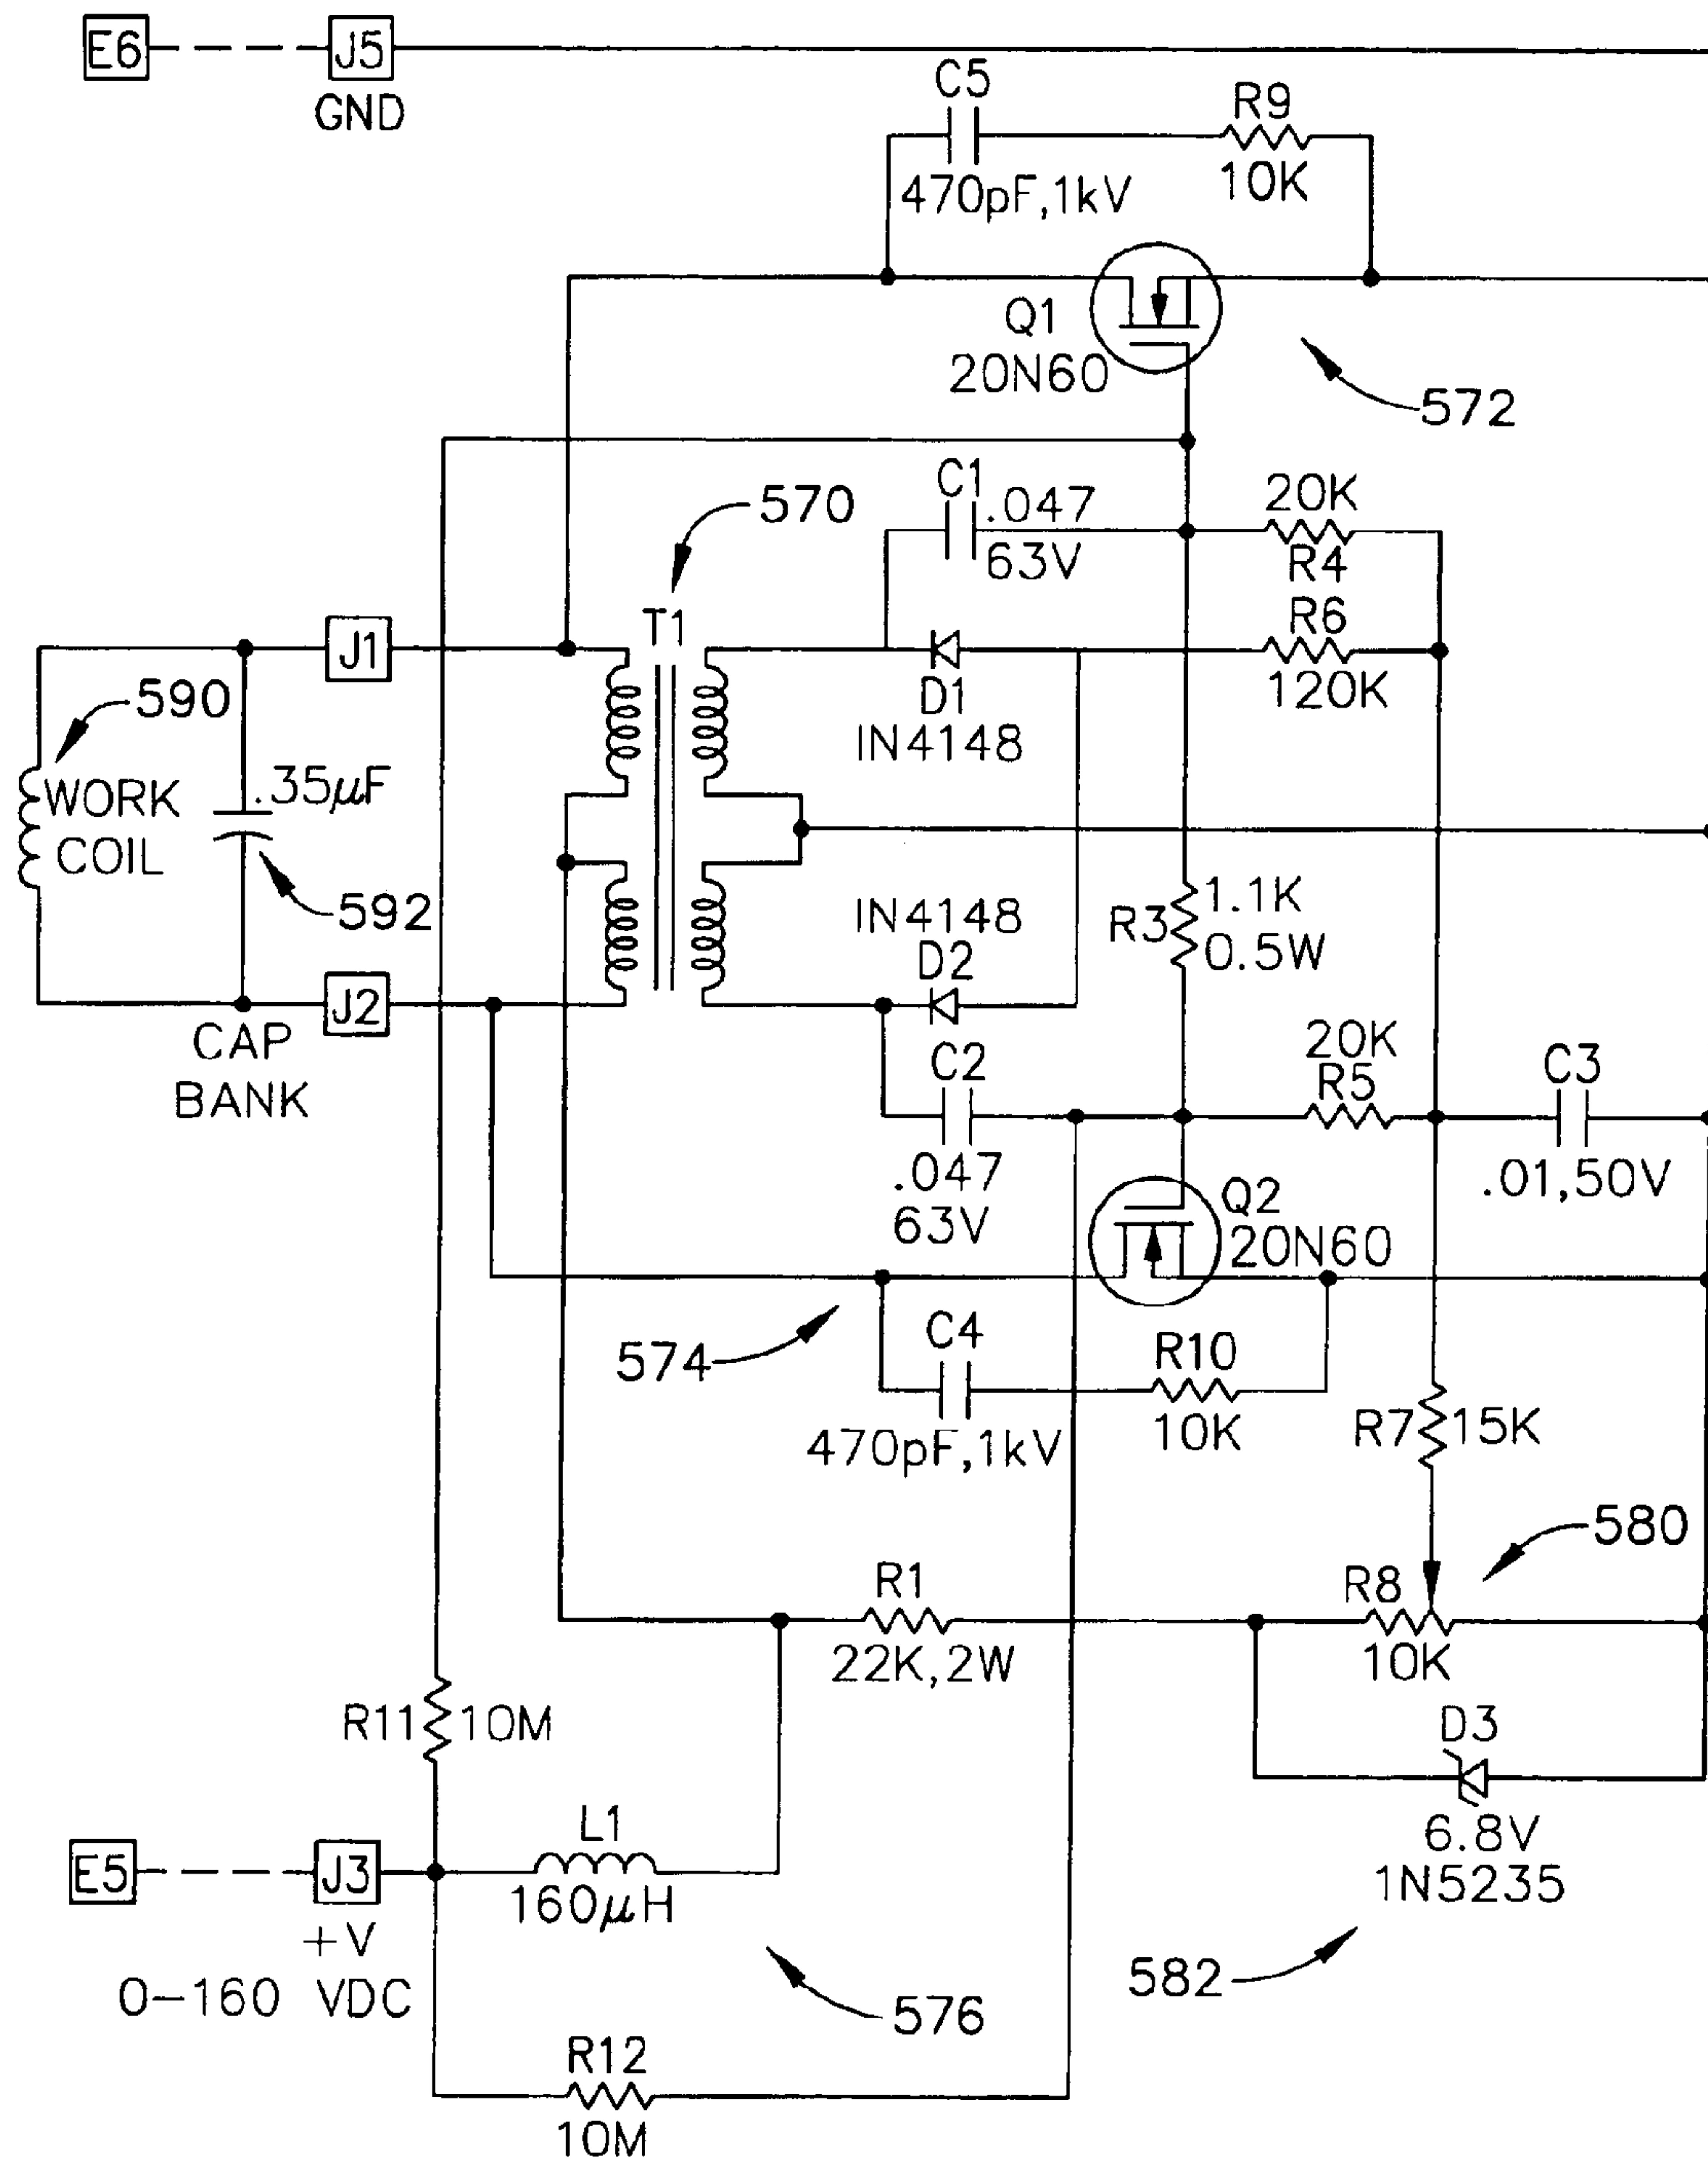 E6
J5
GND
C5
470pF,1kV
R9
10K
Q1
20N60
572
570
C1
.047
63V
20K
R4
R6
120K
T1
J1
590
D1
IN4148
WORK
COIL
.35µF
592
IN4148
D2
R3
1.1K
0.5W
J2
CAP
BANK
C2
.047
63V
20K
R5
C3
.01,50V
Q2
20N60
574
C4
470pF,1kV
R10
10K
R7
15K
580
R1
22K,2W
R8
10K
R11
10M
D3
6.8V
1N5235
L1
160µH
E5
J3
+V
0-160 VDC
576
582
R12
10M